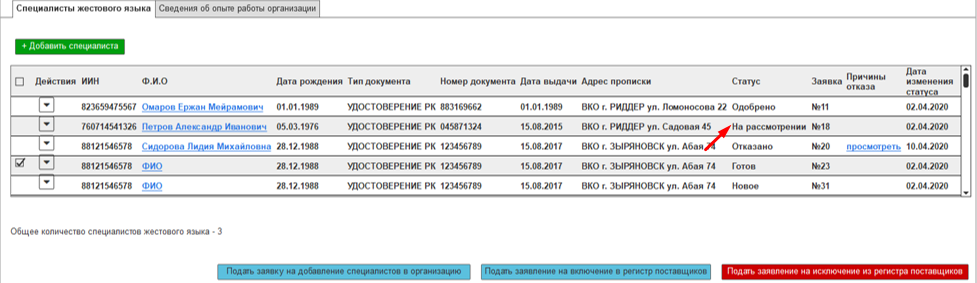 Специалисты жестового языка Сведения об опыте работы организации
+ Добавить специалиста
Действия ИИН Ф.И.О Дата рождения Тип документа Номер документа Дата выдачи Адрес прописки Статус Заявка Причины отказа Дата изменения статуса
823659475567 Омаров Ержан Мейрамович 01.01.1989 УДОСТОВЕРЕНИЕ РК 883169662 01.01.1989 ВКО г. РИДДЕР ул. Ломоносова 22 Одобрено №11 02.04.2020
760714541326 Петров Александр Иванович 05.03.1976 УДОСТОВЕРЕНИЕ РК 045871324 15.08.2015 ВКО г. РИДДЕР ул. Садовая 45 На рассмотрении №18 02.04.2020
88121546578 Сидорова Лидия Михайловна 28.12.1988 УДОСТОВЕРЕНИЕ РК 123456789 15.08.2017 ВКО г. ЗЫРЯНОВСК ул. Абая 74 Отказано №20 просмотреть 10.04.2020
88121546578 ФИО 28.12.1988 УДОСТОВЕРЕНИЕ РК 123456789 15.08.2017 ВКО г. ЗЫРЯНОВСК ул. Абая 74 Готов №23 02.04.2020
88121546578 ФИО 28.12.1988 УДОСТОВЕРЕНИЕ РК 123456789 15.08.2017 ВКО г. ЗЫРЯНОВСК ул. Абая 74 Новое №31 02.04.2020
Общее количество специалистов жестового языка - 3
Подать заявку на добавление специалистов в организацию Подать заявление на включение в регистр поставщиков Подать заявление на исключение из регистра поставщиков